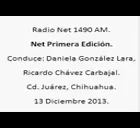 Radio Net 1490 AM.
Net Primera Edición.
Conduce: Daniela González Lara,
Ricardo Chávez Carbajal.
Cd. Juárez, Chihuahua.
13 Diciembre 2013.